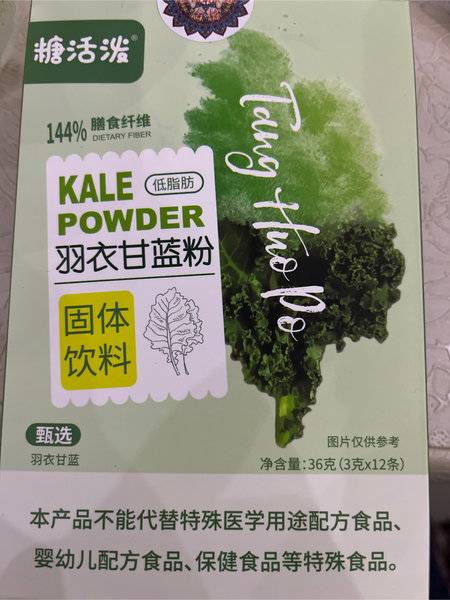 糖活泼®
144% 膳食纤维
DIETARY FIBER
KALE
POWDER
低脂肪
羽衣甘蓝粉
固体
饮料
Tang Huo Po
甄选
羽衣甘蓝
图片仅供参考
净含量:36克(3克x12条)
本产品不能代替特殊医学用途配方食品、
婴幼儿配方食品、保健食品等特殊食品。